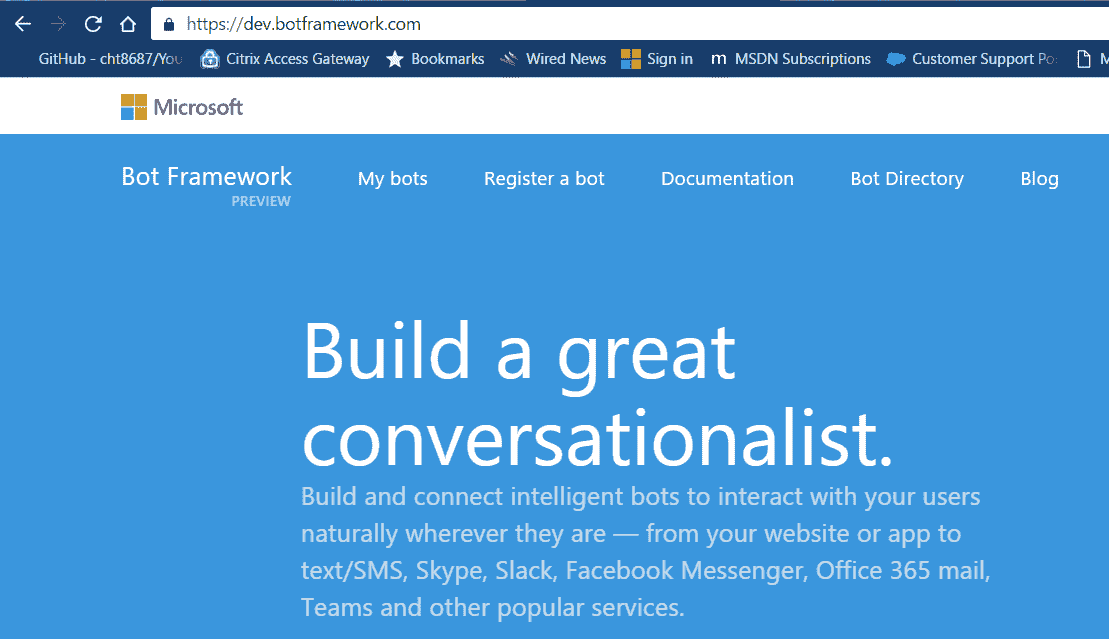 https://dev.botframework.com
GitHub - cht8687/You Citrix Access Gateway Bookmarks Wired News Sign in m MSDN Subscriptions Customer Support Po M
Microsoft
Bot Framework My bots Register a bot Documentation Bot Directory Blog
PREVIEW
Build a great
conversationalist.
Build and connect intelligent bots to interact with your users
naturally wherever they are — from your website or app to
text/SMS, Skype, Slack, Facebook Messenger, Office 365 mail,
Teams and other popular services.